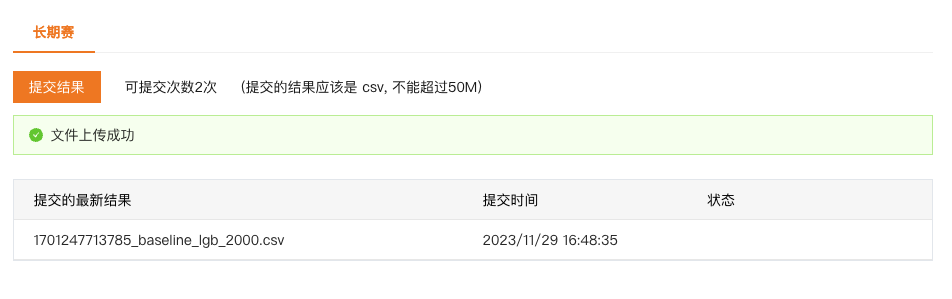 长期赛
提交结果 可提交次数2次 (提交的结果应该是 csv, 不能超过50M)
文件上传成功
提交的最新结果 提交时间 状态
1701247713785_baseline_lgb_2000.csv 2023/11/29 16:48:35